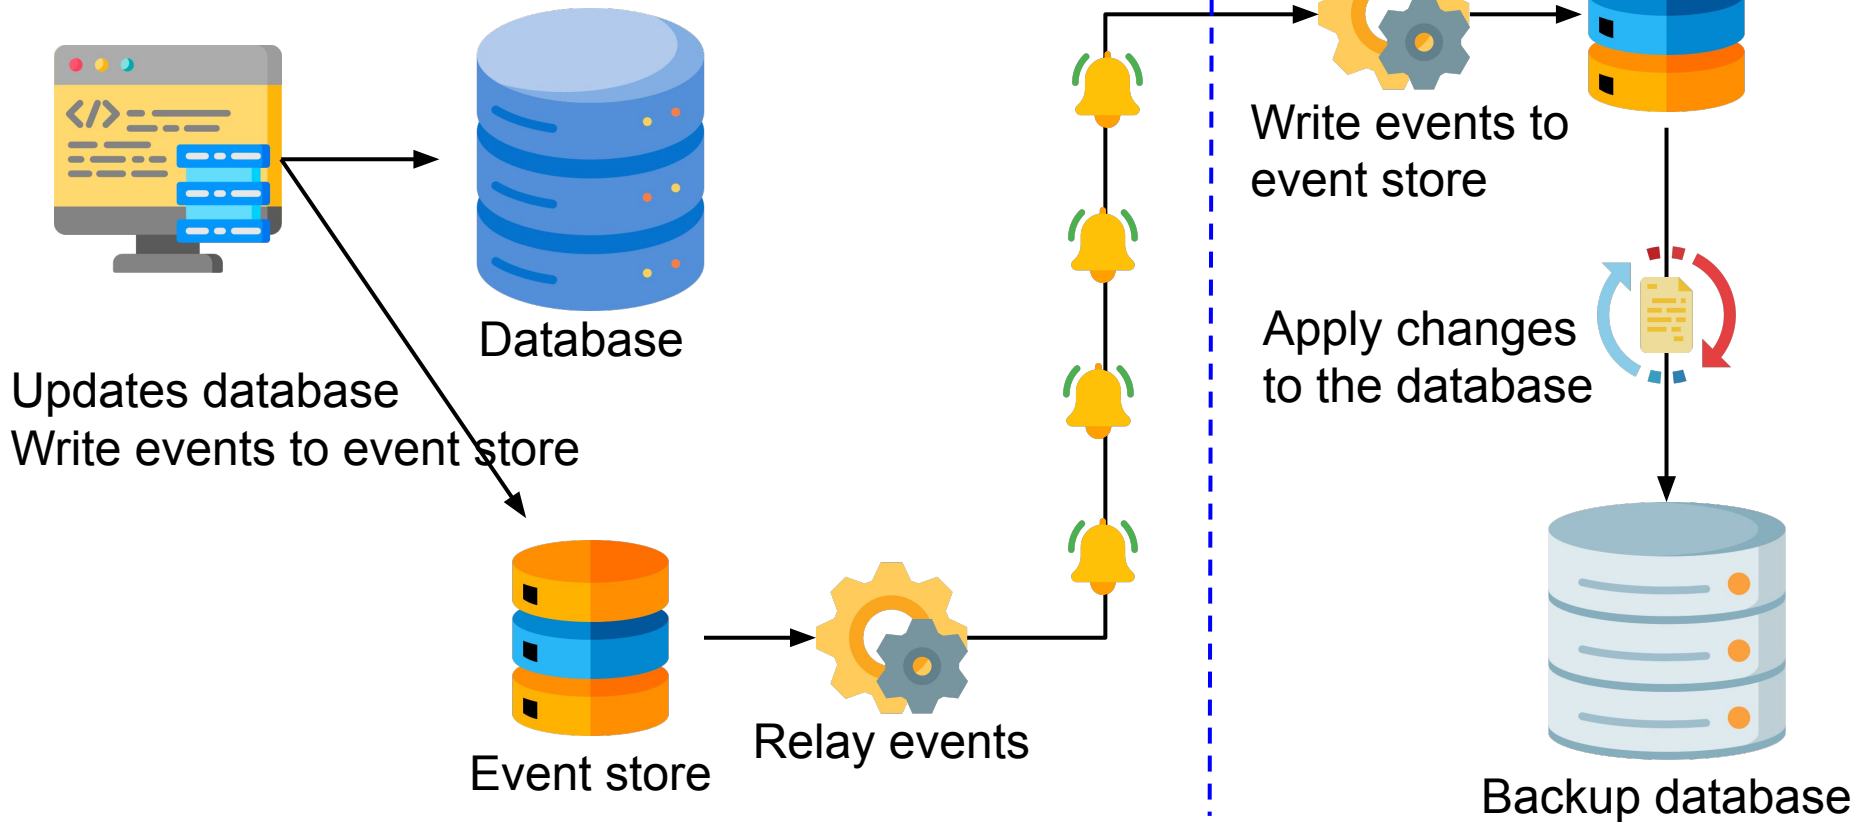 Database
Updates database
Write events to event store
Event store
Relay events
Write events to
event store
Apply changes
to the database
Backup database